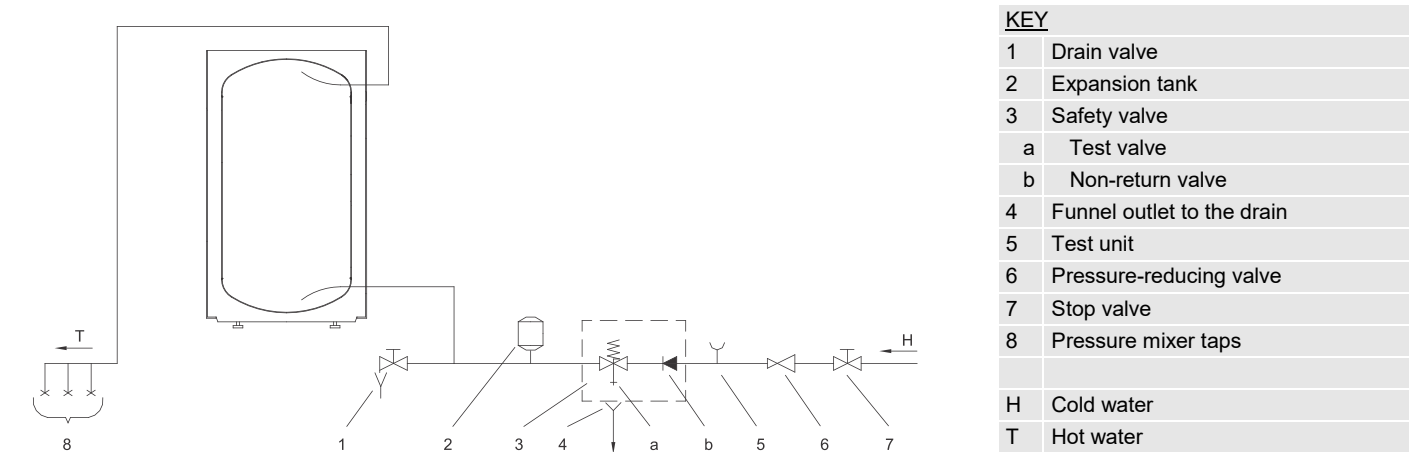 T
H
8
1
2
3
4
a
b
5
6
7
KEY
1 Drain valve
2 Expansion tank
3 Safety valve
a Test valve
b Non-return valve
4 Funnel outlet to the drain
5 Test unit
6 Pressure-reducing valve
7 Stop valve
8 Pressure mixer taps
H Cold water
T Hot water